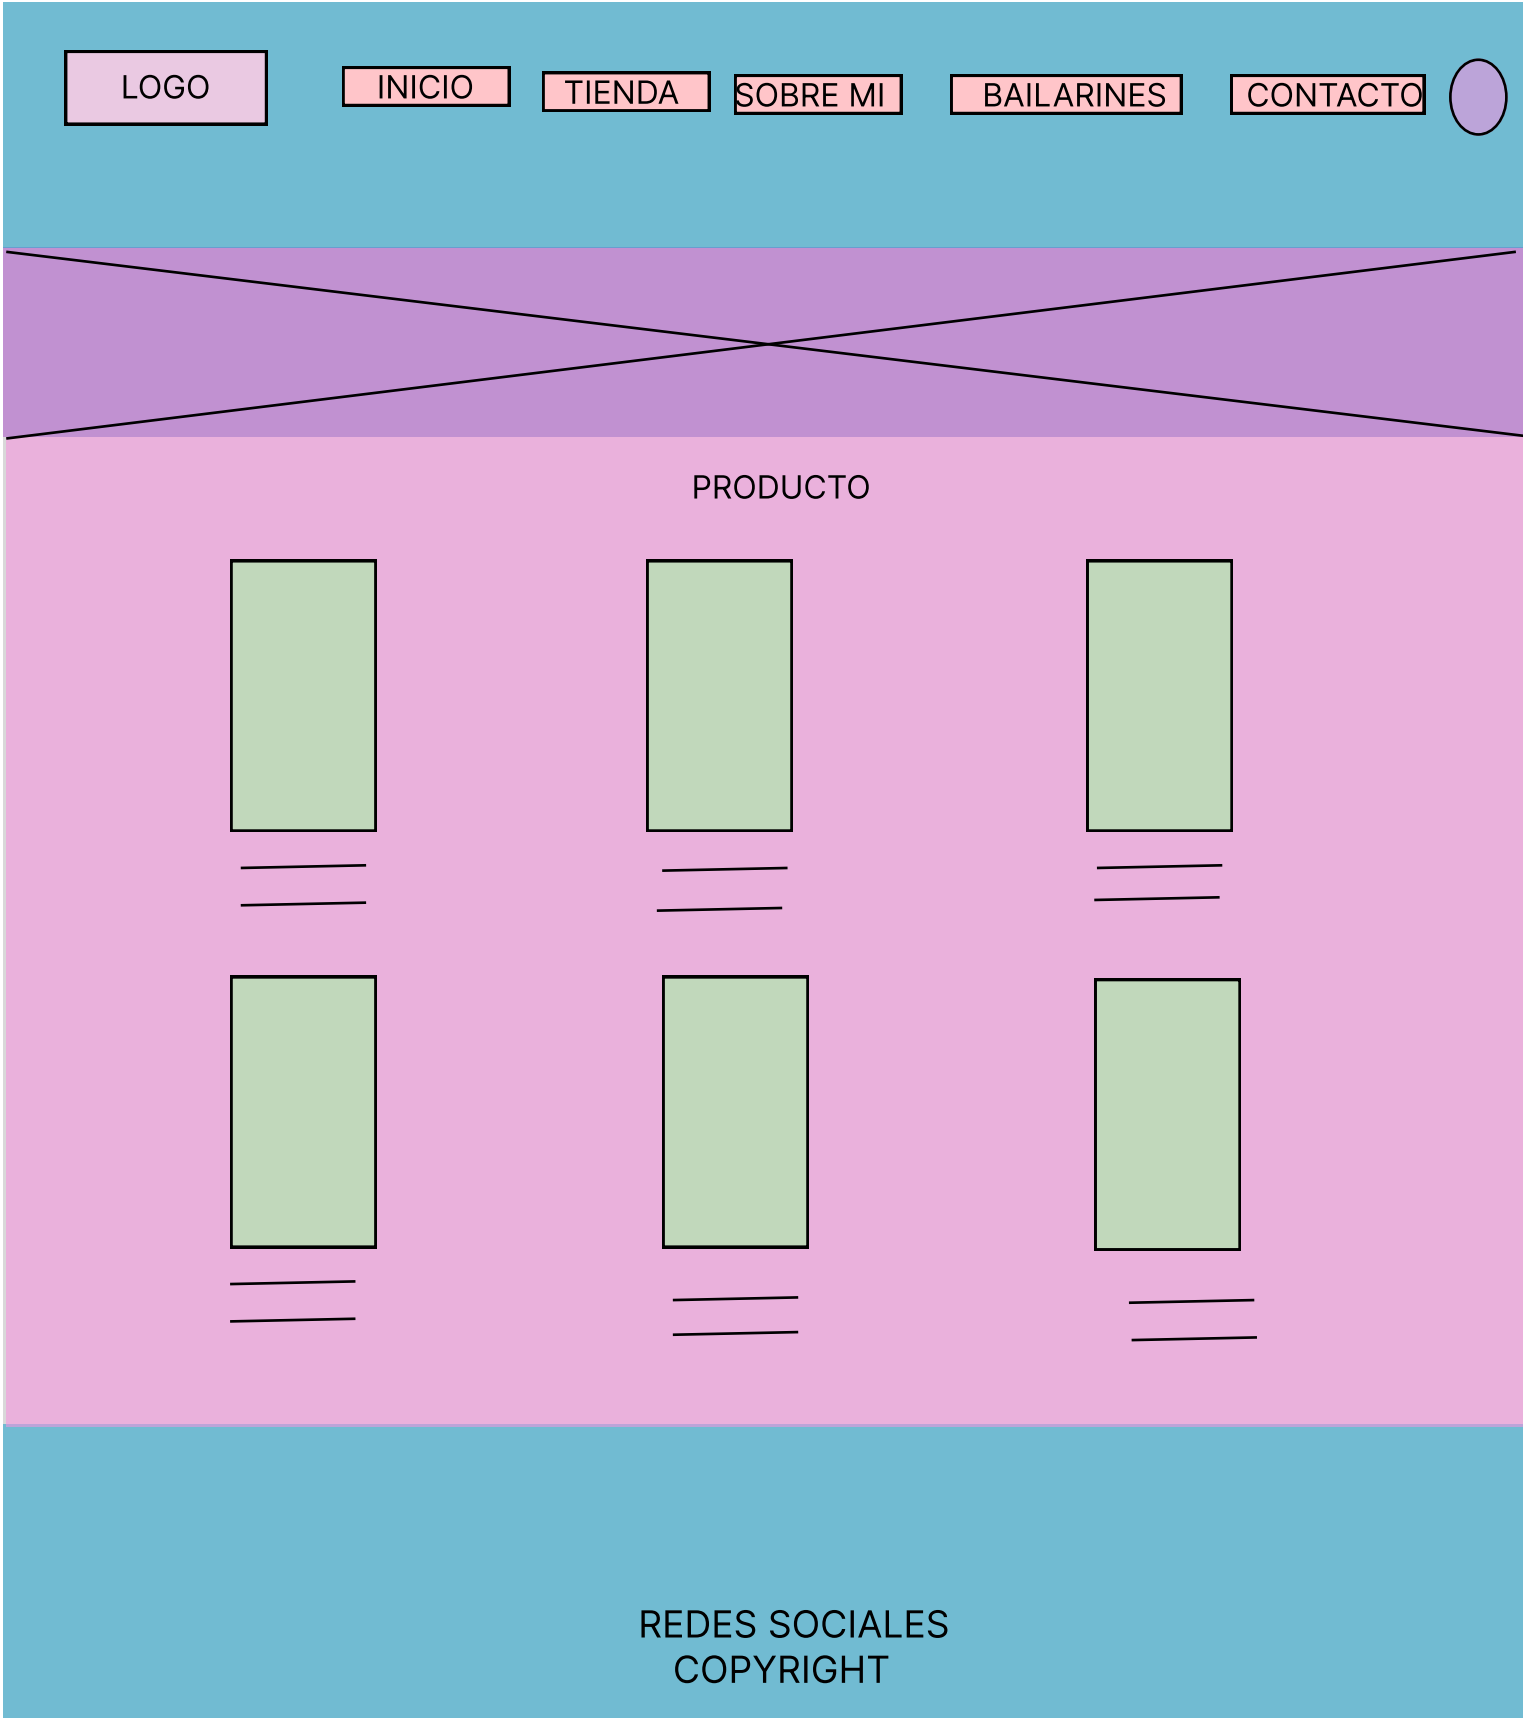 LOGO
INICIO
TIENDA
SOBRE MI
BAILARINES
CONTACTO
PRODUCTO
REDES SOCIALES
COPYRIGHT